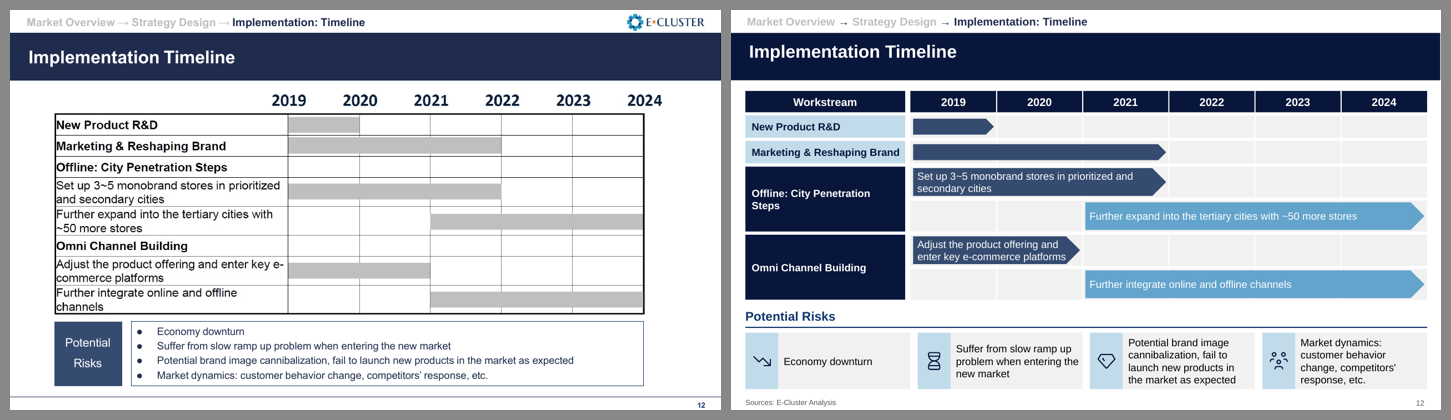 Market Overview → Strategy Design → Implementation: Timeline
E•CLUSTER
Implementation Timeline
2019 2020 2021 2022 2023 2024
New Product R&D
Marketing & Reshaping Brand
Offline: City Penetration Steps
Set up 3~5 monobrand stores in prioritized
and secondary cities
Further expand into the tertiary cities with
~50 more stores
Omni Channel Building
Adjust the product offering and enter key e-
commerce platforms
Further integrate online and offline
channels
Potential
Risks
● Economy downturn
● Suffer from slow ramp up problem when entering the new market
● Potential brand image cannibalization, fail to launch new products in the market as expected
● Market dynamics: customer behavior change, competitors' response, etc.
12
Market Overview → Strategy Design → Implementation: Timeline
Implementation Timeline
Workstream 2019 2020 2021 2022 2023 2024
New Product R&D
Marketing & Reshaping Brand
Offline: City Penetration
Steps
Set up 3~5 monobrand stores in prioritized and
secondary cities
Further expand into the tertiary cities with ~50 more stores
Omni Channel Building
Adjust the product offering and
enter key e-commerce platforms
Further integrate online and offline channels
Potential Risks
Economy downturn
Suffer from slow ramp up
problem when entering the
new market
Potential brand image
cannibalization, fail to
launch new products in
the market as expected
Market dynamics:
customer behavior
change, competitors'
response, etc.
Sources: E-Cluster Analysis
12